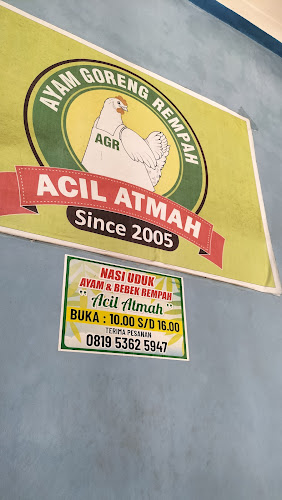 AYAM GORENG REMPAH
AGR
ACIL ATMAH
Since 2005
NASI UDUK
AYAM & BEBEK REMPAH
" Acil Atmah "
BUKA : 10.00 S/D 16.00
TERIMA PESANAN
0819 5362 5947